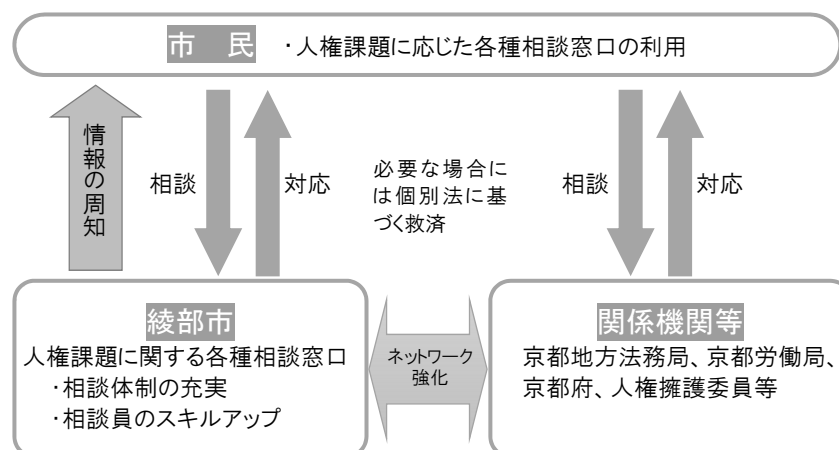 市　民　・人権課題に応じた各種相談窓口の利用
情報の周知
相談
対応
必要な場合に
は個別法に基
づく救済
相談
対応
綾部市
人権課題に関する各種相談窓口
・相談体制の充実
・相談員のスキルアップ
ネットワーク
強化
関係機関等
京都地方法務局、京都労働局、
京都府、人権擁護委員等